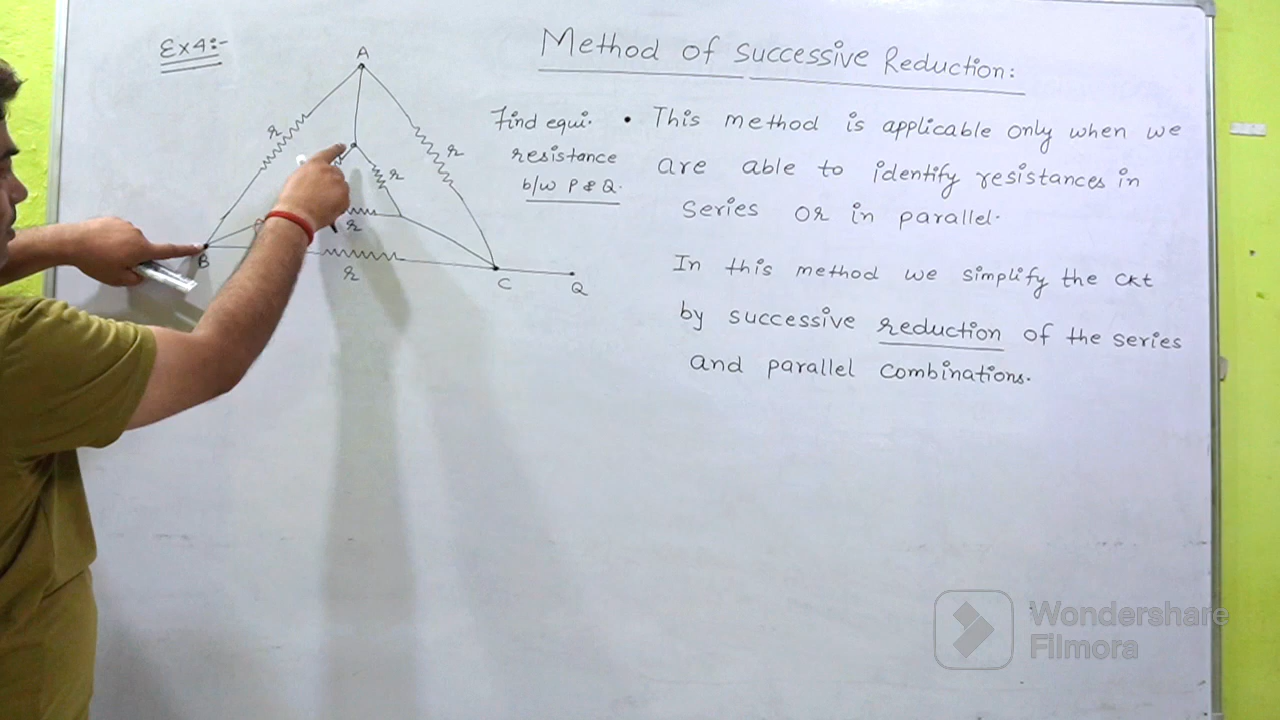 Ex4:-
Method of Successive Reduction:
A
r
r
r
r
r
B
C
Q
Find equi.
resistance
b/w P & Q.
• This method is applicable only when we
are able to identify resistances in
series or in parallel.
In this method we simplify the ckt
by successive reduction of the series
and parallel combinations.
Wondershare
Filmora